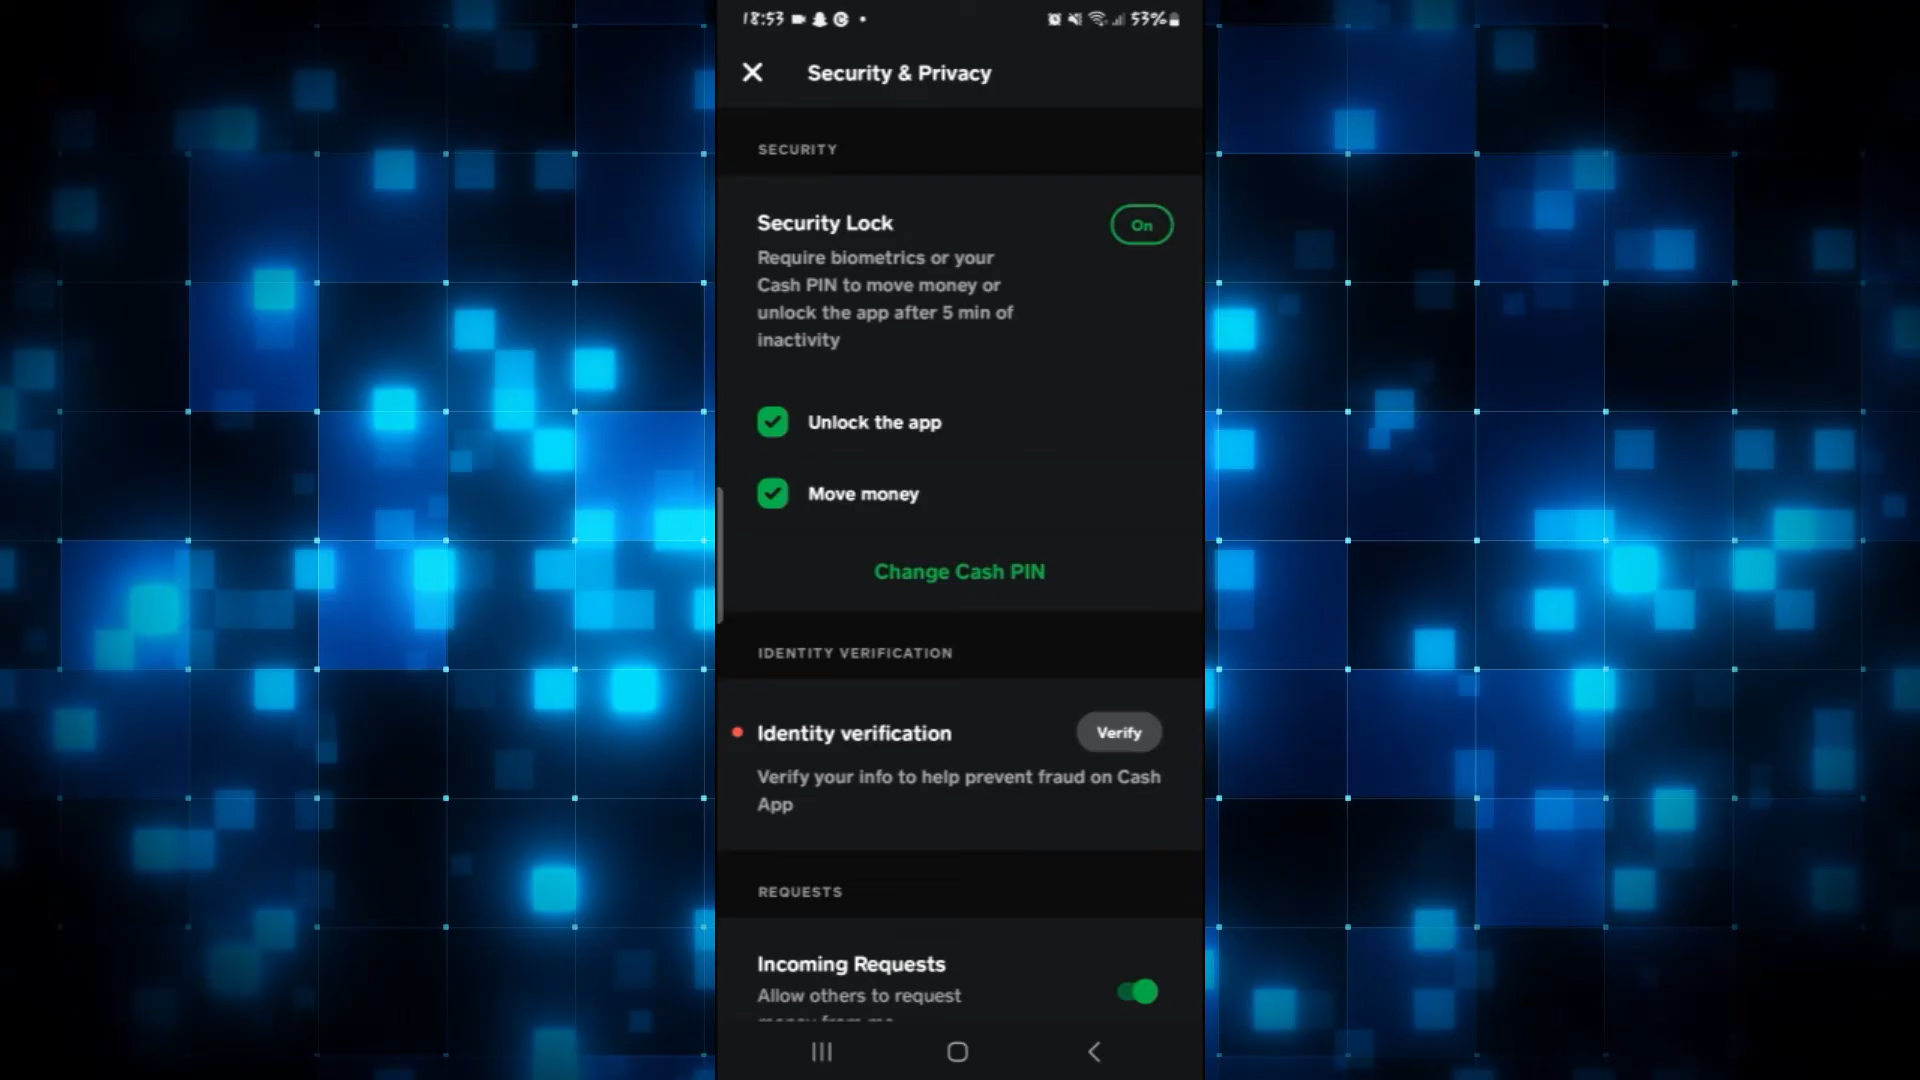 18:53
53%
Security & Privacy
SECURITY
Security Lock
On
Require biometrics or your
Cash PIN to move money or
unlock the app after 5 min of
inactivity
Unlock the app
Move money
Change Cash PIN
IDENTITY VERIFICATION
Identity verification
Verify
Verify your info to help prevent fraud on Cash
App
REQUESTS
Incoming Requests
Allow others to request
money from me